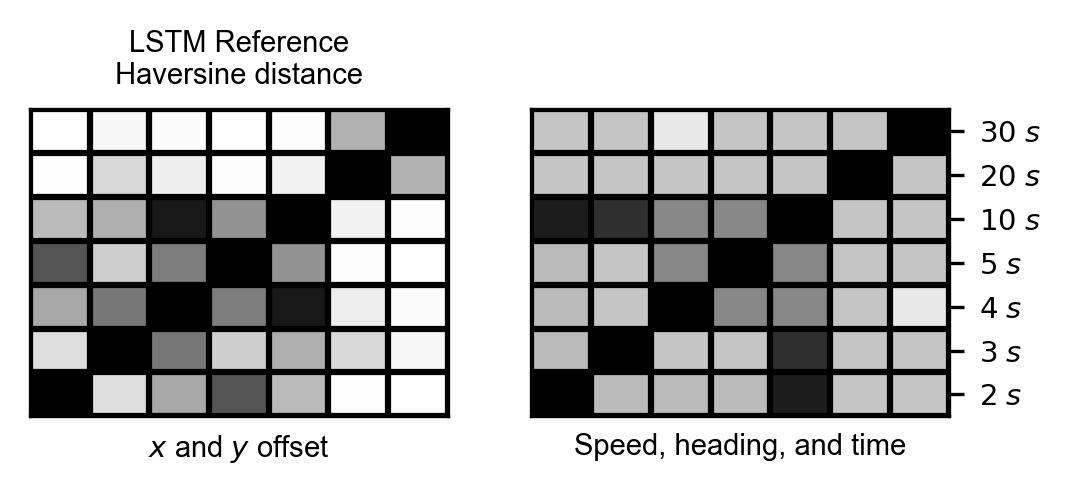 LSTM Reference
Haversine distance
30 s
20 s
10 s
5 s
4 s
3 s
2 s
x and y offset
Speed, heading, and time